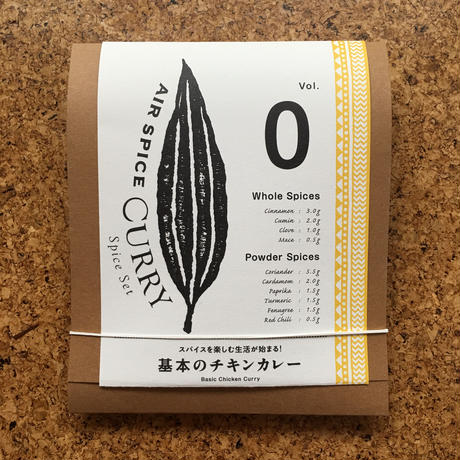 AIR SPICE
CURRY
Spice Set
Vol.
0
Whole Spices
Cinnamon : 3.0g
Cumin : 2.0g
Clove : 1.0g
Mace : 0.5g
Powder Spices
Coriander : 5.5g
Cardamom : 2.0g
Paprika : 1.5g
Turmeric : 1.5g
Fenugree : 1.5g
Red Chili : 0.5g
スパイスを楽しむ生活が始まる!
基本のチキンカレー
Basic Chicken Curry